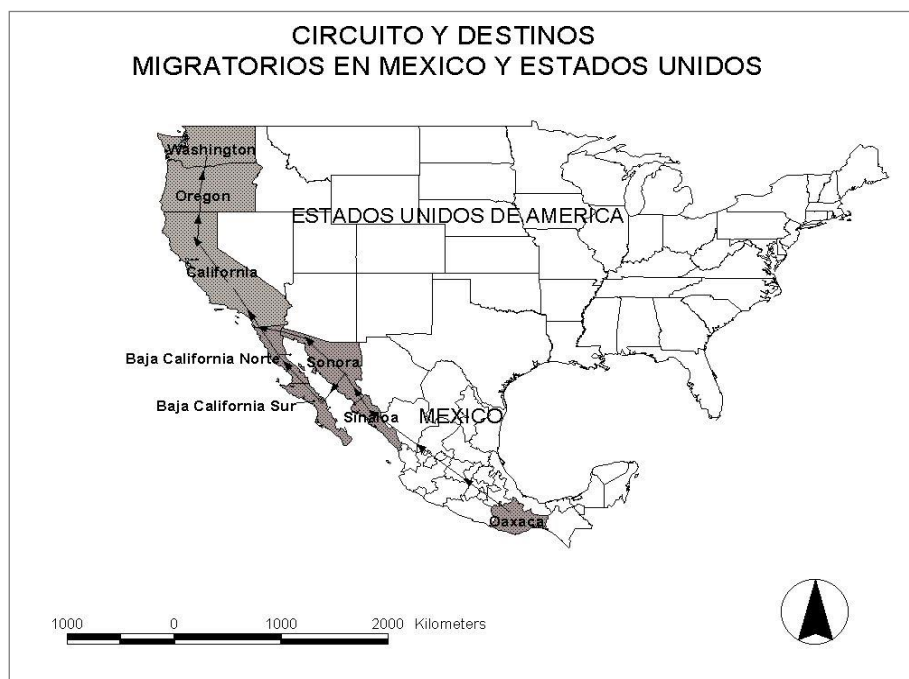 CIRCUITO Y DESTINOS
MIGRATORIOS EN MEXICO Y ESTADOS UNIDOS
Washington
Oregon
ESTADOS UNIDOS DE AMERICA
California
Baja California Norte
Sonora
Baja California Sur
Sinaloa
MEXICO
Oaxaca
1000 0 1000 2000 Kilometers